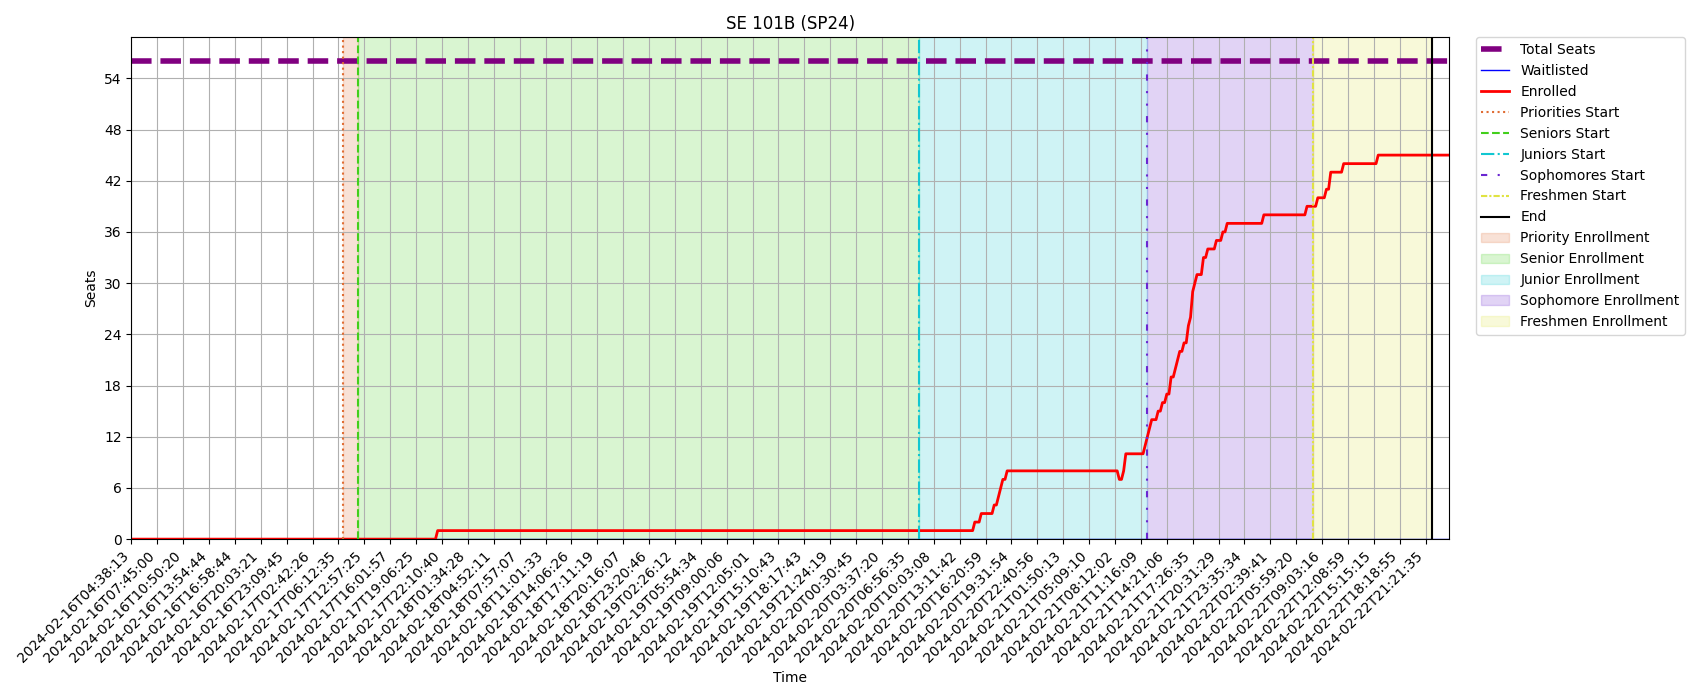 SE 101B (SP24)
Total Seats
Waitlisted
Enrolled
Priorities Start
Seniors Start
Juniors Start
Sophomores Start
Freshmen Start
End
Priority Enrollment
Senior Enrollment
Junior Enrollment
Sophomore Enrollment
Freshmen Enrollment
Seats
54
48
42
36
30
24
18
12
6
0
2024-02-16T04:38:13
2024-02-16T07:45:00
2024-02-16T10:50:20
2024-02-16T13:54:44
2024-02-16T16:58:44
2024-02-16T20:03:21
2024-02-16T23:09:45
2024-02-17T02:42:26
2024-02-17T06:12:35
2024-02-17T12:57:25
2024-02-17T16:01:57
2024-02-17T19:06:25
2024-02-17T22:10:40
2024-02-18T01:34:28
2024-02-18T04:52:11
2024-02-18T07:57:07
2024-02-18T11:01:33
2024-02-18T14:06:26
2024-02-18T17:11:19
2024-02-18T20:16:07
2024-02-18T23:20:46
2024-02-19T02:26:12
2024-02-19T05:54:34
2024-02-19T09:00:06
2024-02-19T12:05:01
2024-02-19T15:10:43
2024-02-19T18:17:43
2024-02-19T21:24:19
2024-02-20T00:30:45
2024-02-20T03:37:20
2024-02-20T06:56:35
2024-02-20T10:03:08
2024-02-20T13:11:42
2024-02-20T16:20:59
2024-02-20T19:31:54
2024-02-20T22:40:56
2024-02-21T01:50:13
2024-02-21T05:09:10
2024-02-21T08:12:02
2024-02-21T11:16:09
2024-02-21T14:21:06
2024-02-21T17:26:35
2024-02-21T20:31:29
2024-02-21T23:35:34
2024-02-22T02:39:41
2024-02-22T05:59:20
2024-02-22T09:03:16
2024-02-22T12:08:59
2024-02-22T15:15:15
2024-02-22T18:18:55
2024-02-22T21:21:35
Time